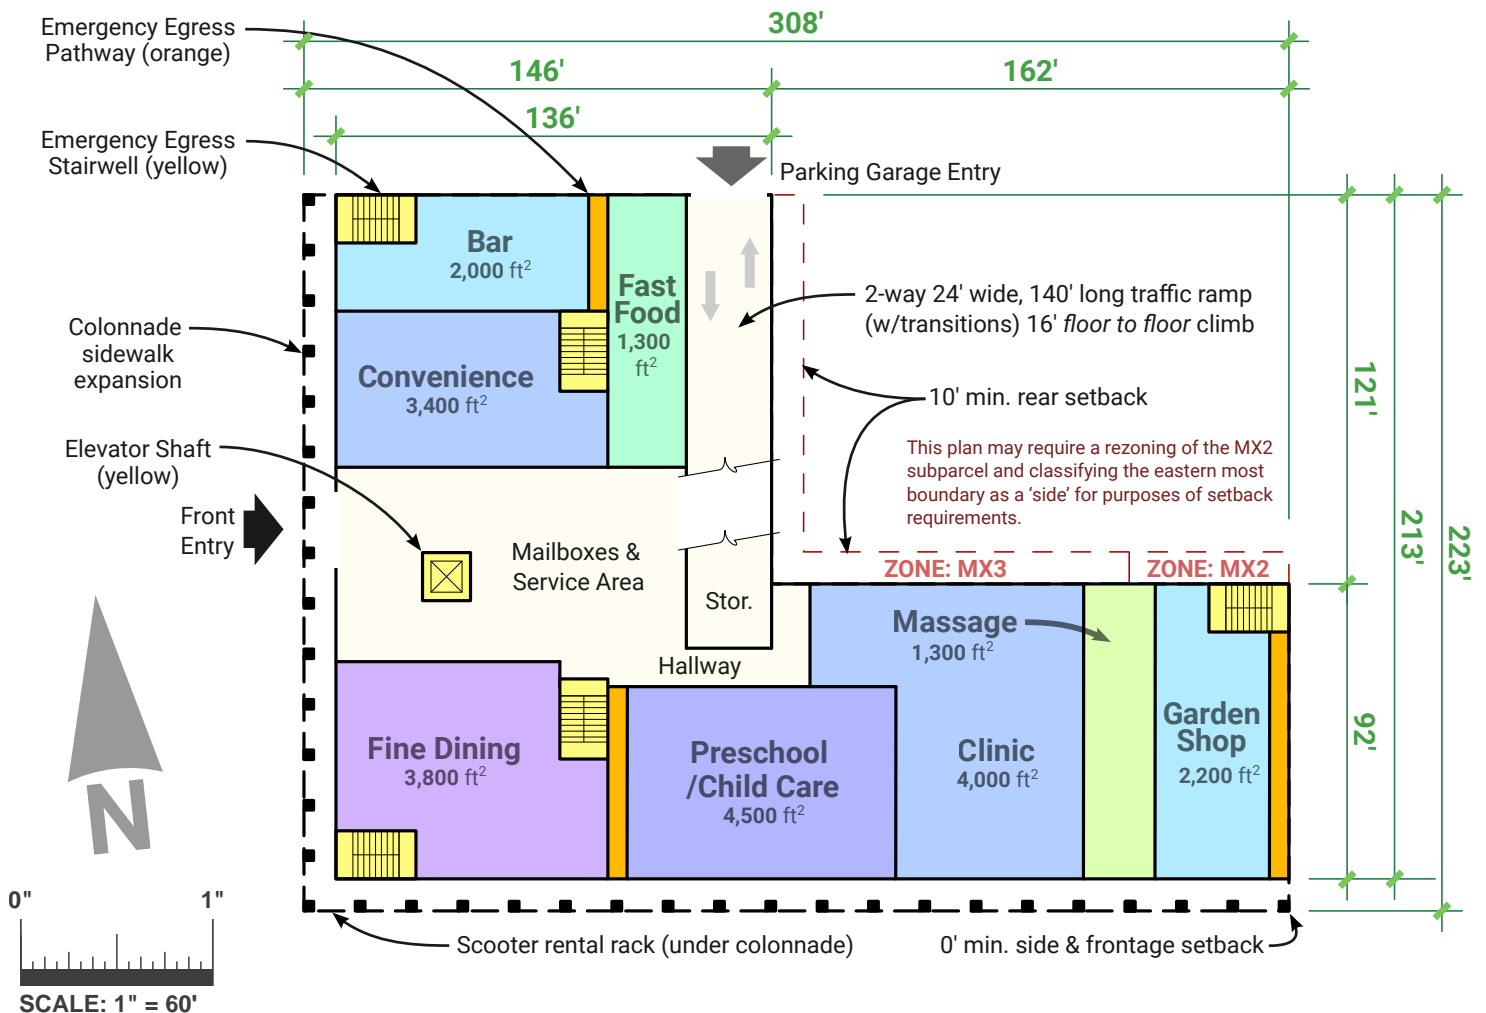 Emergency Egress
Pathway (orange)
308'
146'
162'
136'
Emergency Egress
Stairwell (yellow)
Parking Garage Entry
Bar
2,000 ft²
Fast
Food
1,300
ft²
2-way 24' wide, 140' long traffic ramp
(w/transitions) 16' floor to floor climb
Colonnade
sidewalk
expansion
Convenience
3,400 ft²
10' min. rear setback
121'
This plan may require a rezoning of the MX2
subparcel and classifying the eastern most
boundary as a ‘side’ for purposes of setback
requirements.
Elevator Shaft
(yellow)
Front
Entry
213'
223'
Mailboxes &
Service Area
ZONE: MX3
ZONE: MX2
Stor.
Massage
1,300 ft²
Hallway
Fine Dining
3,800 ft²
Preschool
/Child Care
4,500 ft²
Clinic
4,000 ft²
Garden
Shop
2,200 ft²
92'
N
0"
1"
SCALE: 1" = 60'
Scooter rental rack (under colonnade)
0' min. side & frontage setback